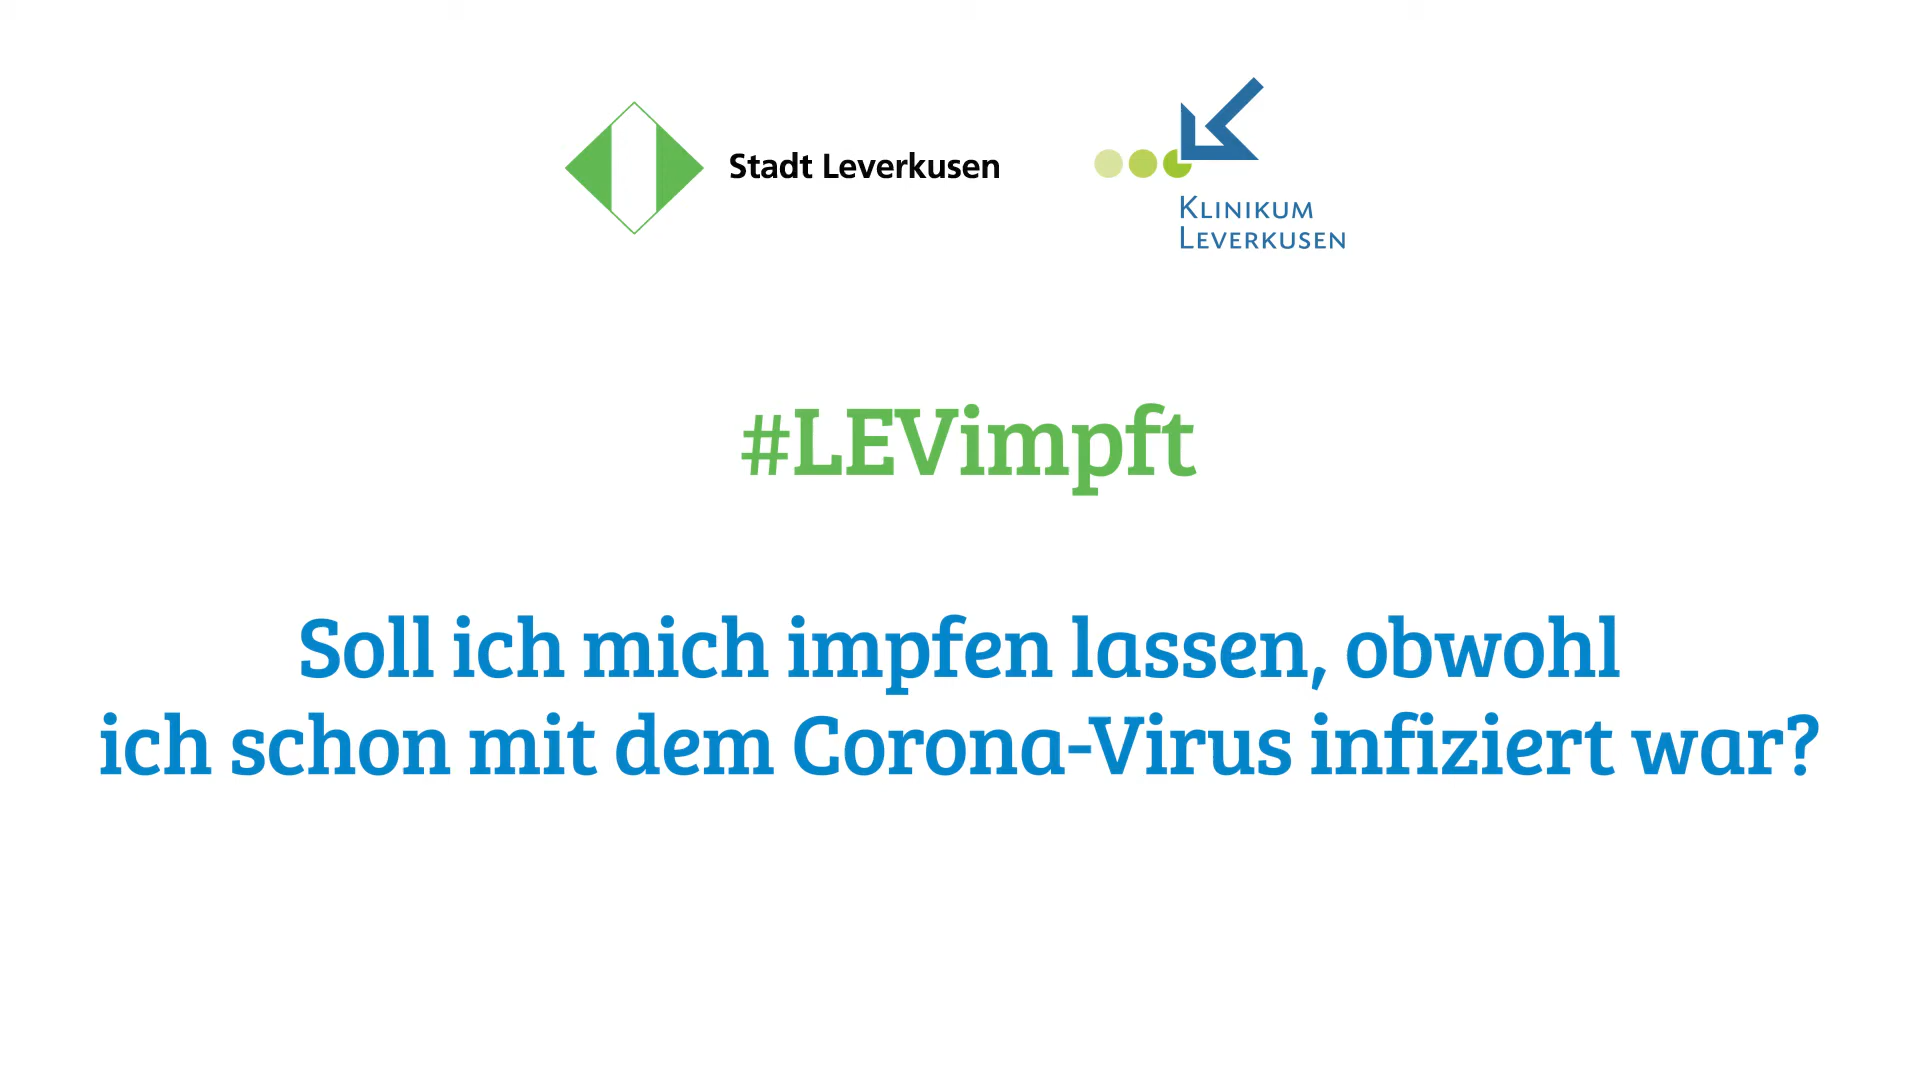 Stadt Leverkusen
KLINIKUM
LEVERKUSEN
#LEVimpft
Soll ich mich impfen lassen, obwohl
ich schon mit dem Corona-Virus infiziert war?